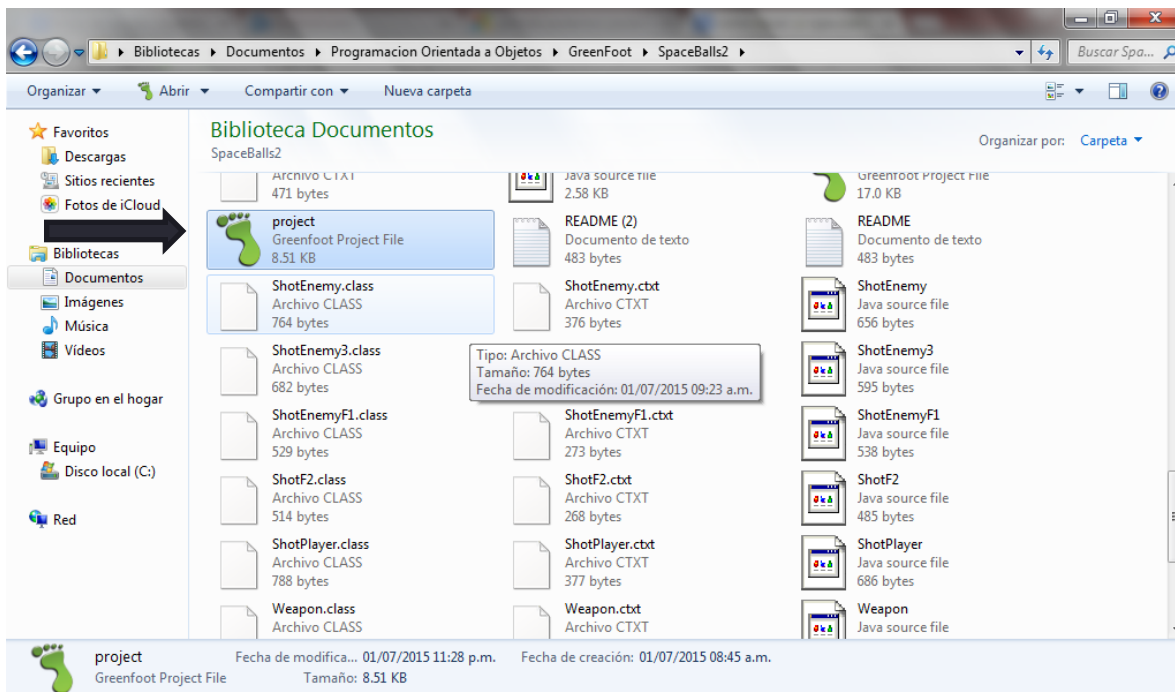 Bibliotecas ▸ Documentos ▸ Programacion Orientada a Objetos ▸ GreenFoot ▸ SpaceBalls2 ▸
Buscar Spa...
Organizar
Abrir
Compartir con
Nueva carpeta
Favoritos
Descargas
Sitios recientes
Fotos de iCloud
Bibliotecas
Documentos
Imágenes
Música
Vídeos
Grupo en el hogar
Equipo
Disco local (C:)
Red
Biblioteca Documentos
SpaceBalls2
Organizar por: Carpeta
Archivo CTXT
471 bytes
Java source file
2.58 KB
Greenfoot Project File
17.0 KB
project
Greenfoot Project File
8.51 KB
README (2)
Documento de texto
483 bytes
README
Documento de texto
483 bytes
ShotEnemy.class
Archivo CLASS
764 bytes
ShotEnemy.ctxt
Archivo CTXT
376 bytes
ShotEnemy
Java source file
656 bytes
ShotEnemy3.class
Archivo CLASS
682 bytes
Tipo: Archivo CLASS
Tamaño: 764 bytes
Fecha de modificación: 01/07/2015 09:23 a.m.
ShotEnemy3
Java source file
595 bytes
ShotEnemyF1.class
Archivo CLASS
529 bytes
ShotEnemyF1.ctxt
Archivo CTXT
273 bytes
ShotEnemyF1
Java source file
538 bytes
ShotF2.class
Archivo CLASS
514 bytes
ShotF2.ctxt
Archivo CTXT
268 bytes
ShotF2
Java source file
485 bytes
ShotPlayer.class
Archivo CLASS
788 bytes
ShotPlayer.ctxt
Archivo CTXT
377 bytes
ShotPlayer
Java source file
686 bytes
Weapon.class
Archivo CLASS
Weapon.ctxt
Archivo CTXT
Weapon
Java source file
project
Fecha de modifica... 01/07/2015 11:28 p.m.
Fecha de creación: 01/07/2015 08:45 a.m.
Greenfoot Project File
Tamaño: 8.51 KB